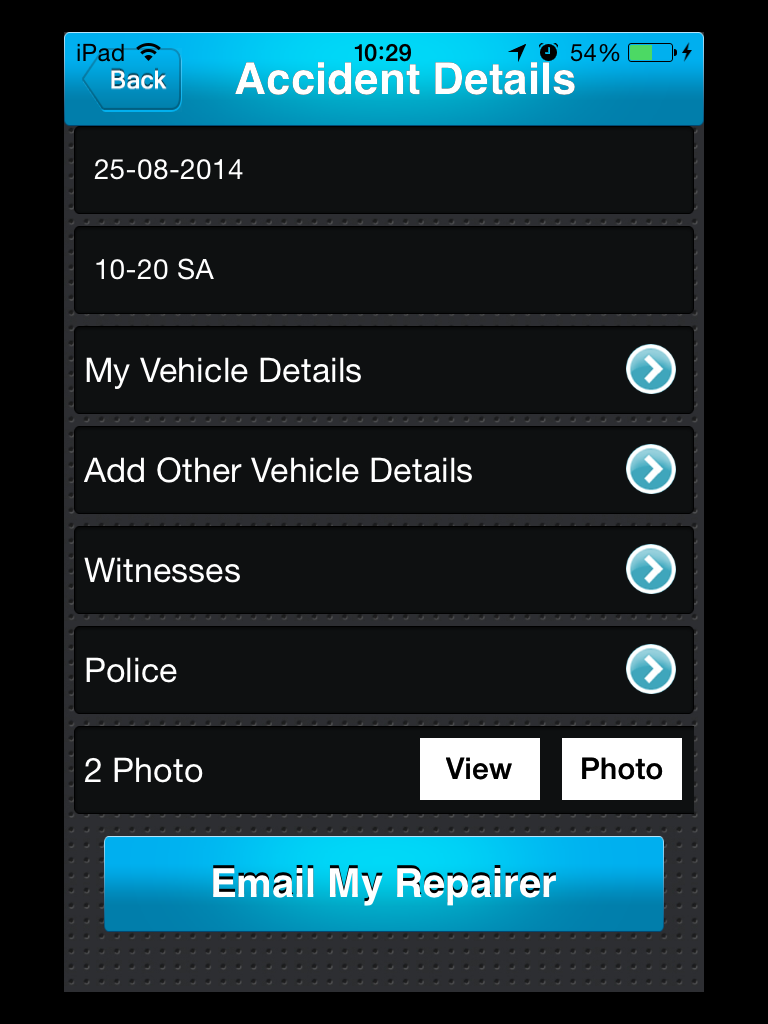 iPad 10:29 54%
Back Accident Details
25-08-2014
10-20 SA
My Vehicle Details
Add Other Vehicle Details
Witnesses
Police
2 Photo View Photo
Email My Repairer